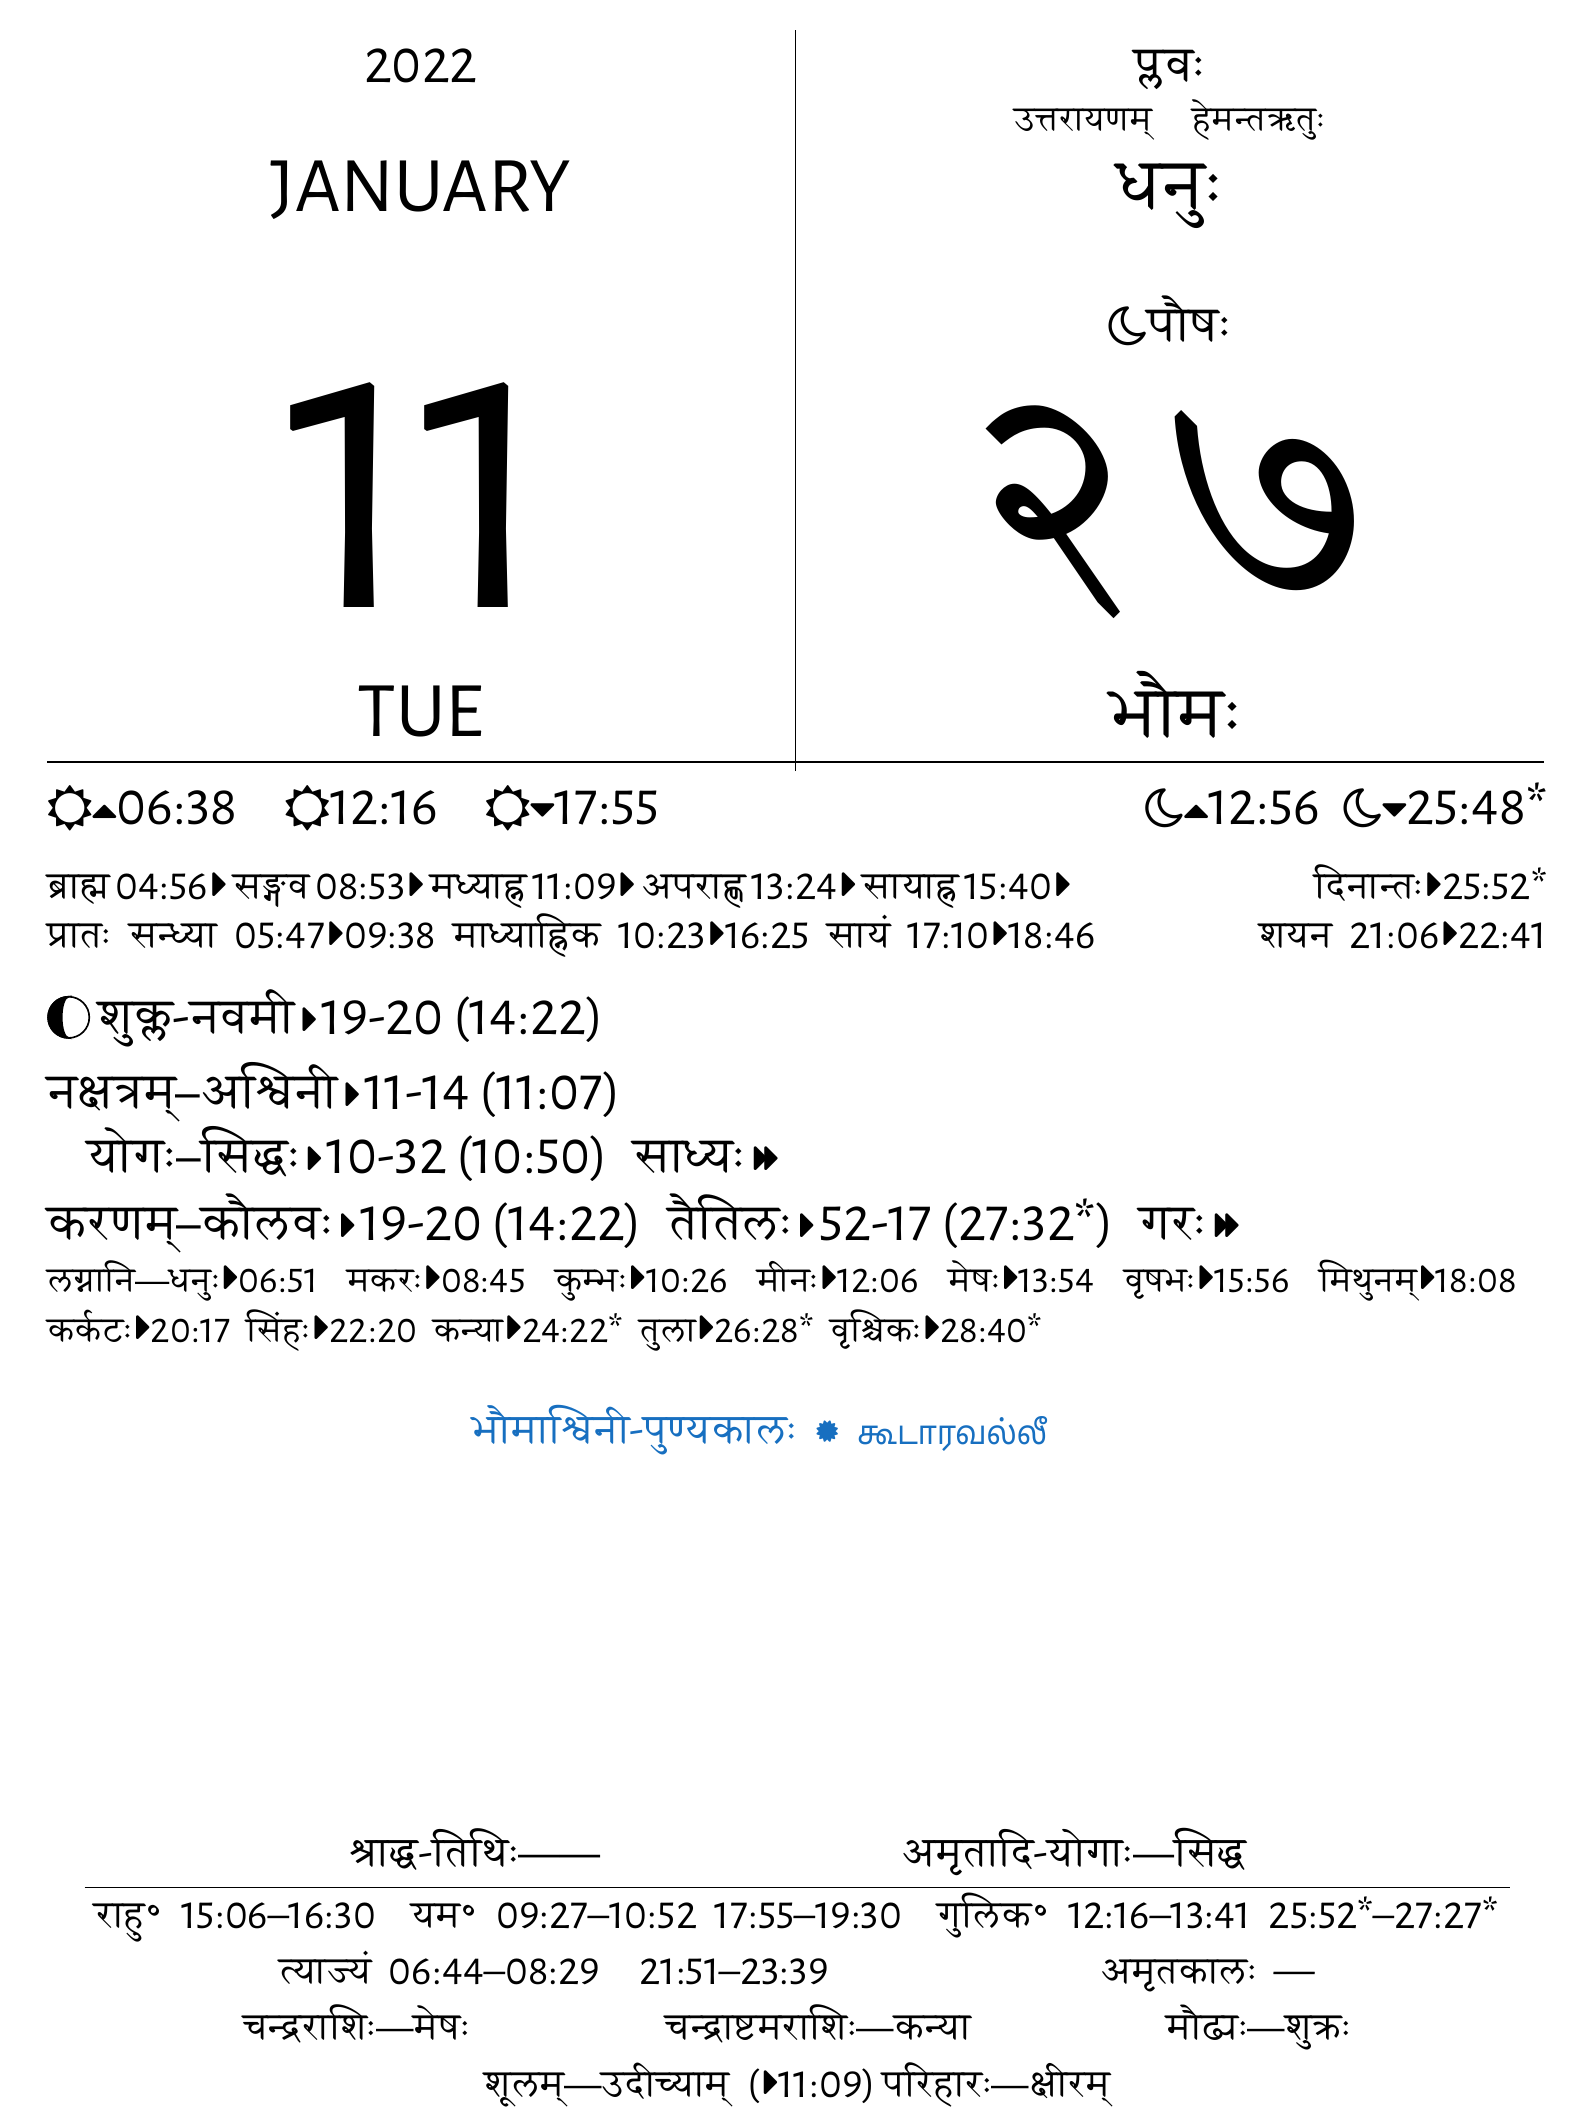 2022
JANUARY
11
TUE
प्लवः
उत्तरायणम् हेमन्तऋतुः
धनुः
पौषः
२७
भौमः
06:38 12:16 17:55 12:56 25:48*
ब्राह्म 04:56 सङ्गव 08:53 मध्याह्न 11:09 अपराह्ण 13:24 सायाह्न 15:40 दिनान्तः 25:52*
प्रातः सन्ध्या 05:47 09:38 माध्याह्निक 10:23 16:25 सायं 17:10 18:46 शयन 21:06 22:41
शुक्ल-नवमी 19-20 (14:22)
नक्षत्रम्–अश्विनी 11-14 (11:07)
योगः–सिद्धः 10-32 (10:50) साध्यः
करणम्–कौलवः 19-20 (14:22) तैतिलः 52-17 (27:32*) गरः
लग्नानि—धनुः 06:51 मकरः 08:45 कुम्भः 10:26 मीनः 12:06 मेषः 13:54 वृषभः 15:56 मिथुनम् 18:08
कर्कटः 20:17 सिंहः 22:20 कन्या 24:22* तुला 26:28* वृश्चिकः 28:40*
भौमाश्विनी-पुण्यकालः ✹ கூடாரவல்லீ
श्राद्ध-तिथिः—— अमृतादि-योगाः—सिद्ध
राहु॰ 15:06–16:30 यम॰ 09:27–10:52 17:55–19:30 गुलिक॰ 12:16–13:41 25:52*–27:27*
त्याज्यं 06:44–08:29 21:51–23:39 अमृतकालः —
चन्द्रराशिः—मेषः चन्द्राष्टमराशिः—कन्या मौढ्यः—शुक्रः
शूलम्—उदीच्याम् (11:09) परिहारः—क्षीरम्